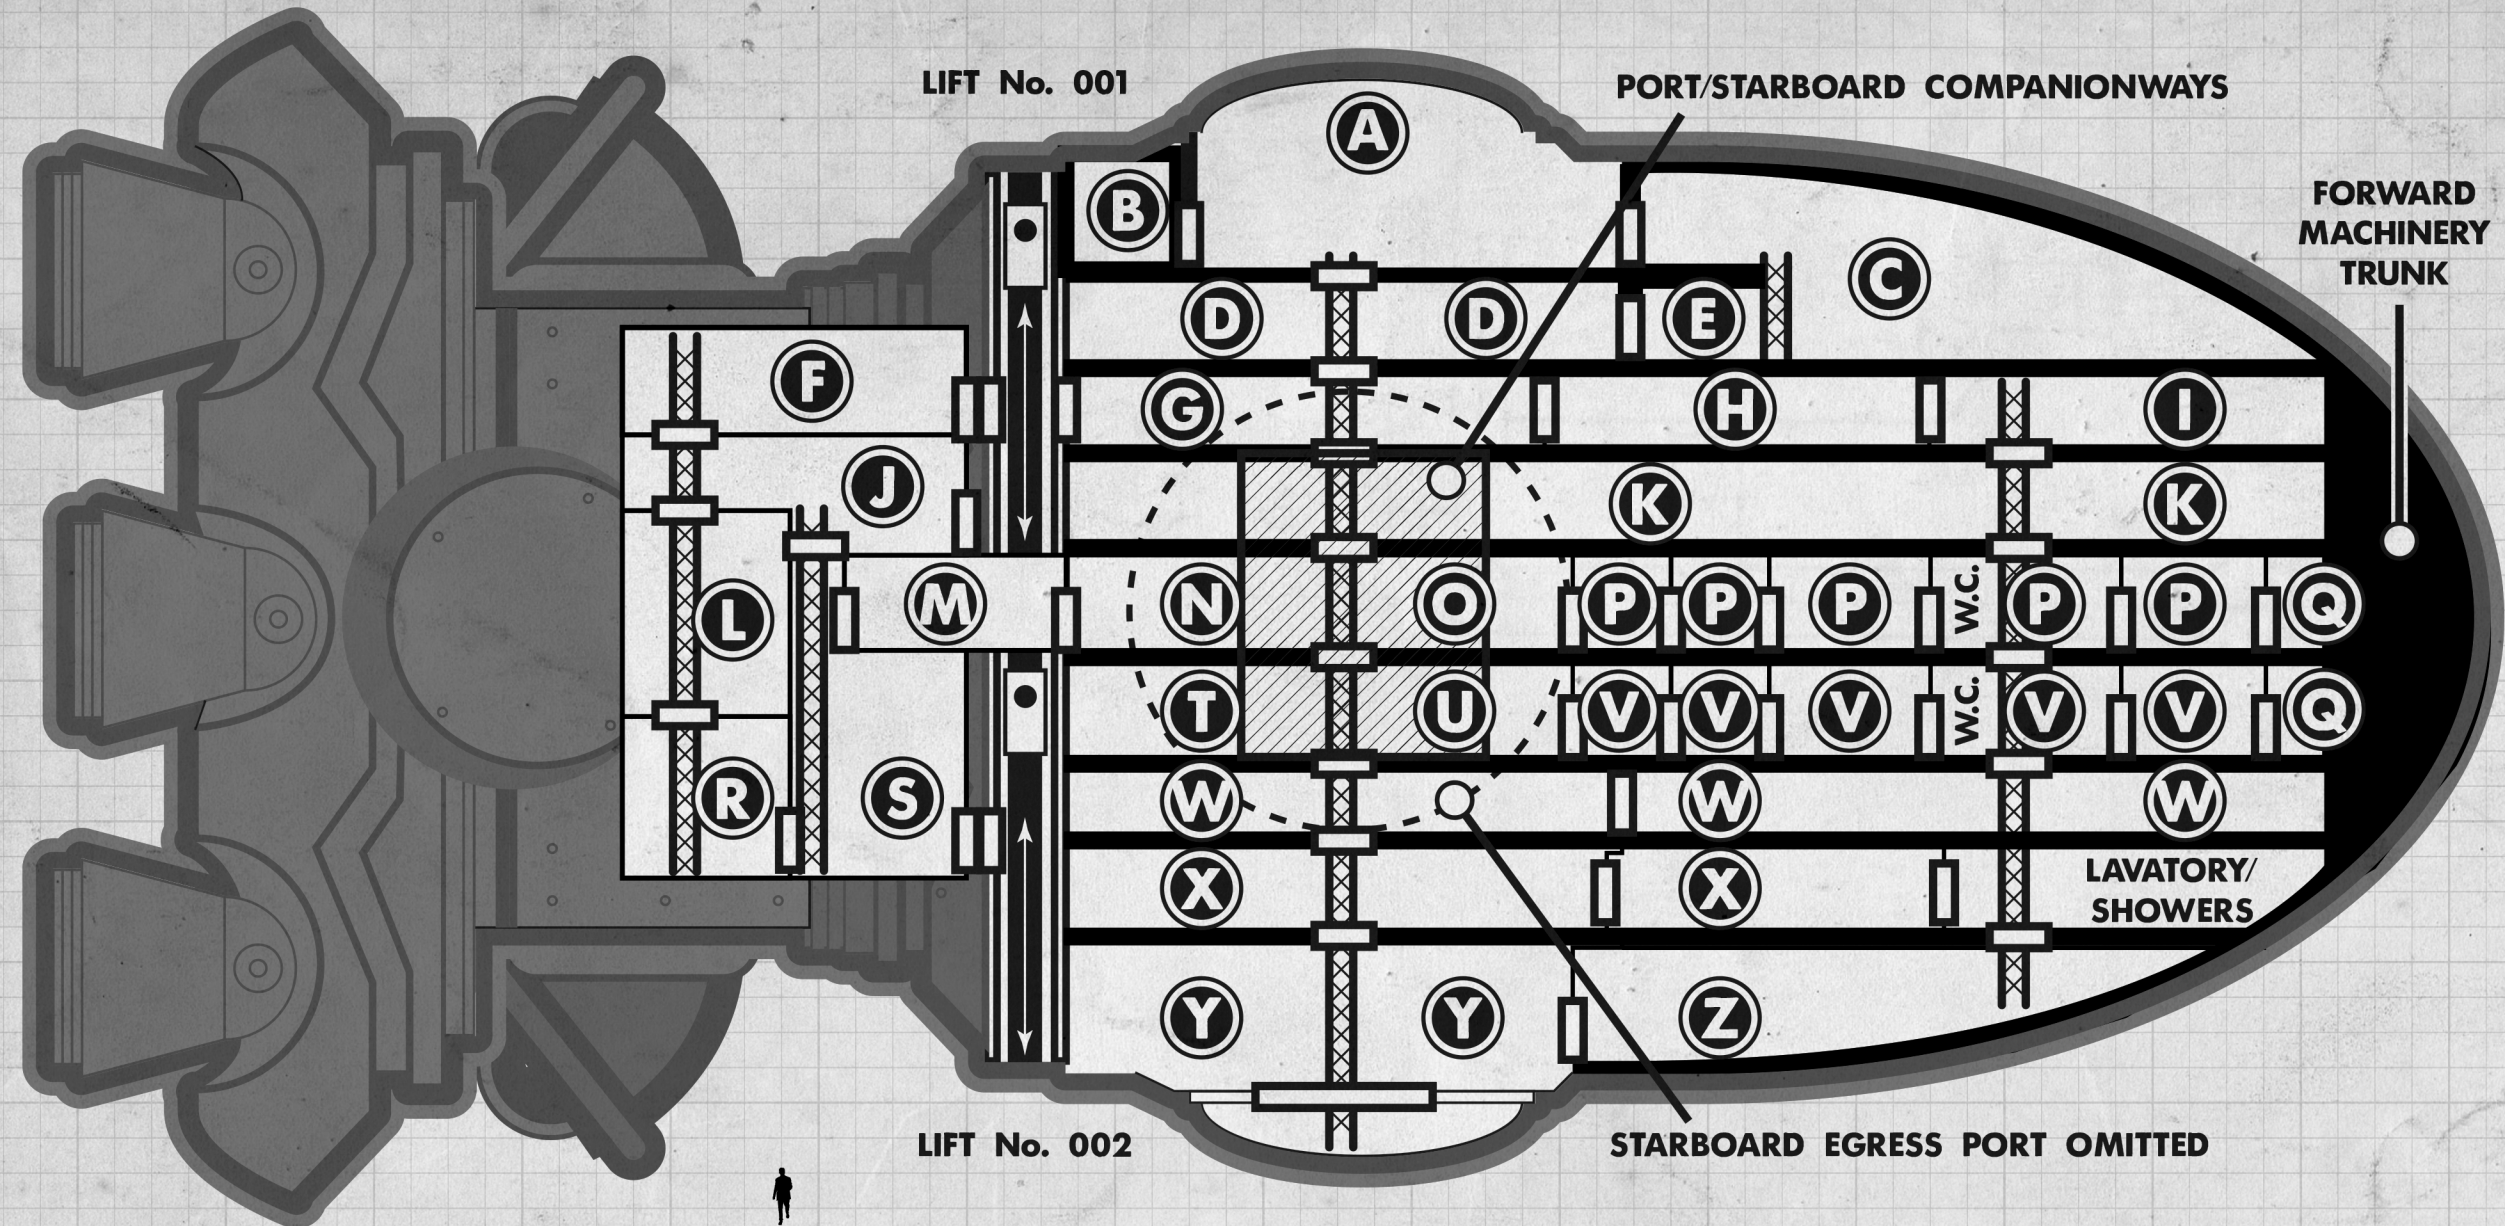 LIFT No. 001
PORT/STARBOARD COMPANIONWAYS
A
FORWARD
MACHINERY
TRUNK
B
C
D D E
F
G H I
J
K K
L
M N O P P P W.C. P P Q
T U V V V W.C. V V Q
R S
W W W
X X
LAVATORY/
SHOWERS
Y Y Z
LIFT No. 002
STARBOARD EGRESS PORT OMITTED